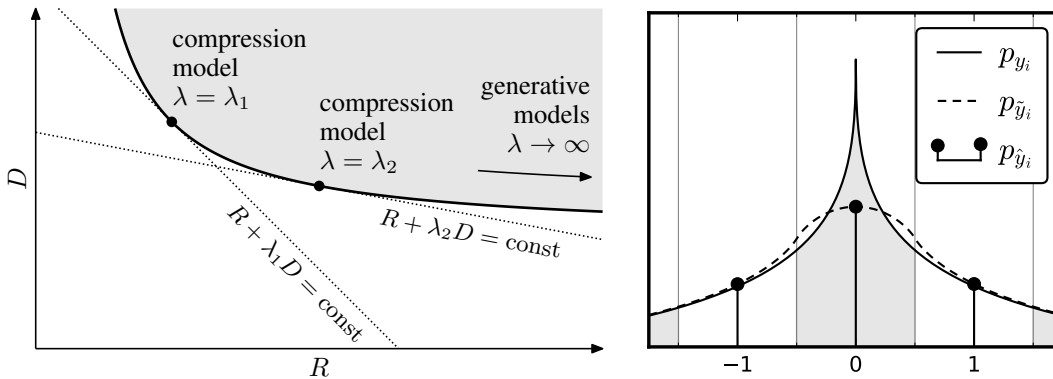 compression
model
λ = λ₁
compression
model
λ = λ₂
generative
models
λ → ∞
R + λ₂D = const
R + λ₁D = const
D
R
p_{y_i}
p_{ỹ_i}
p_{ŷ_i}
−1
0
1